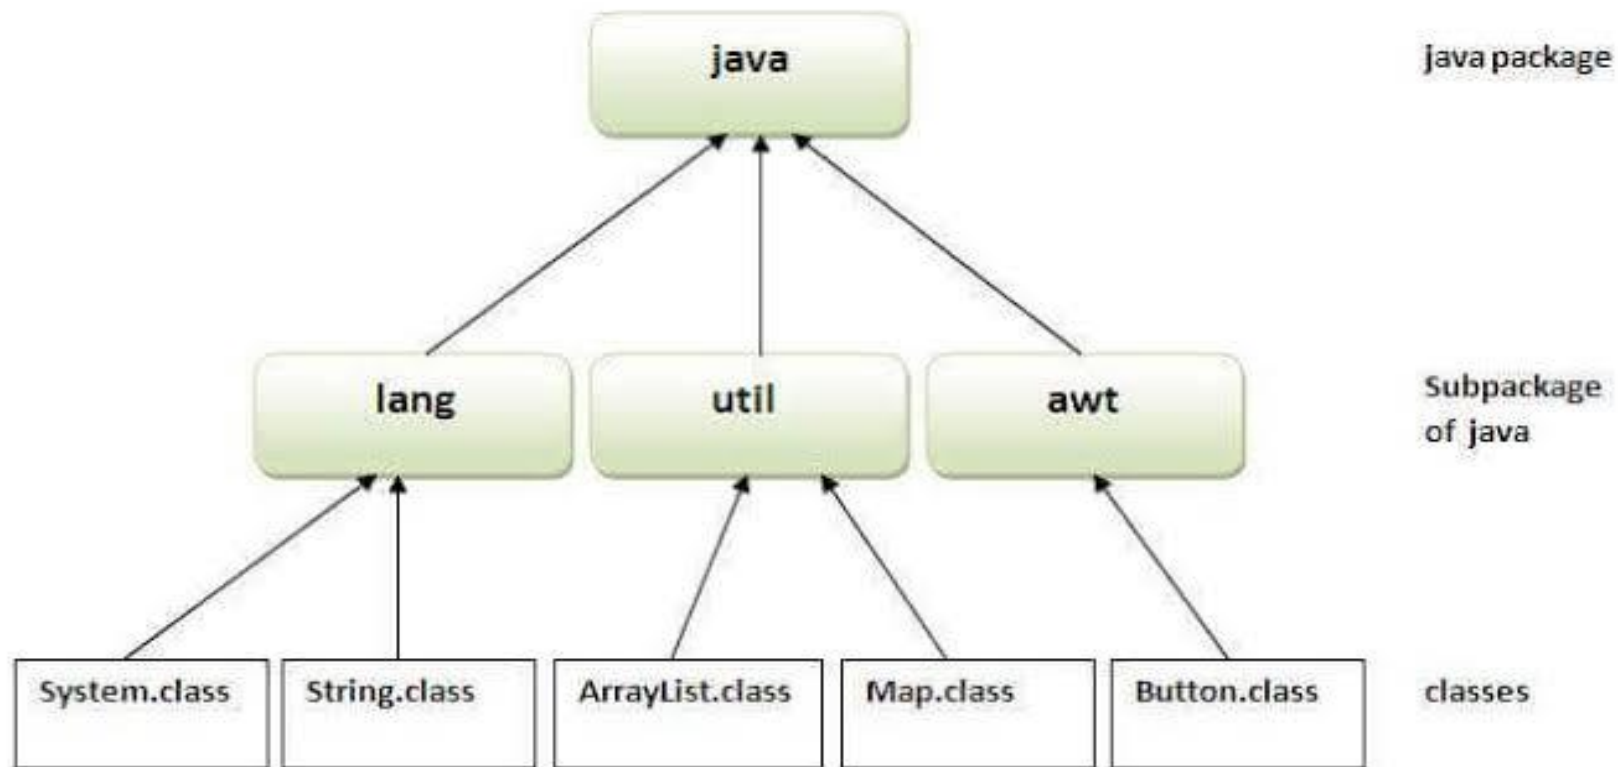 java
java package
lang
util
awt
Subpackage
of java
System.class
String.class
ArrayList.class
Map.class
Button.class
classes